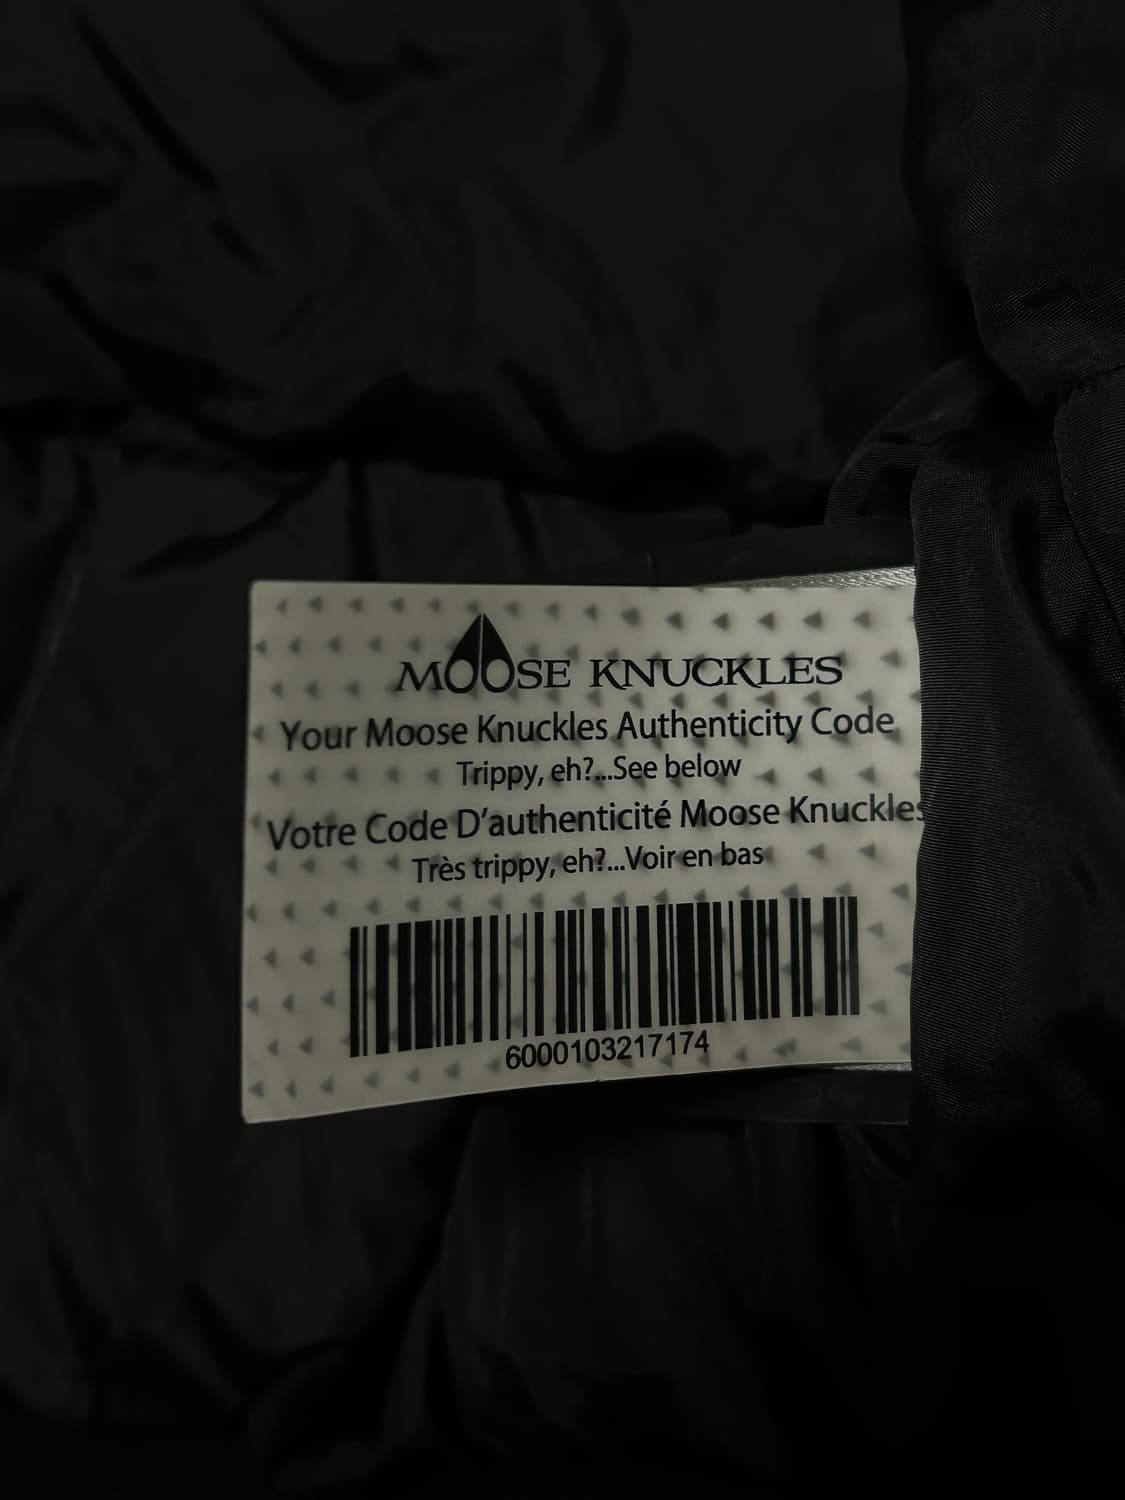 MOOSE KNUCKLES
Your Moose Knuckles Authenticity Code
Trippy, eh?...See below
Votre Code D'authenticité Moose Knuckles
Très trippy, eh?...Voir en bas
6000103217174